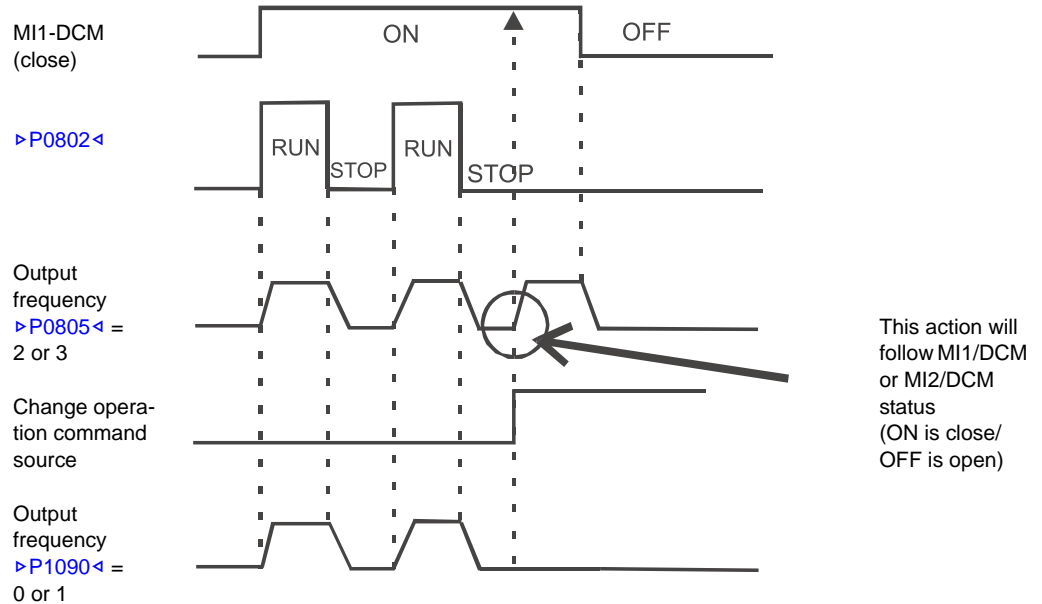 MI1-DCM
(close)
ON
OFF
▷P0802◁
RUN
STOP
RUN
STOP
Output
frequency
▷P0805◁ =
2 or 3
This action will
follow MI1/DCM
or MI2/DCM
status
(ON is close/
OFF is open)
Change opera-
tion command
source
Output
frequency
▷P1090◁ =
0 or 1